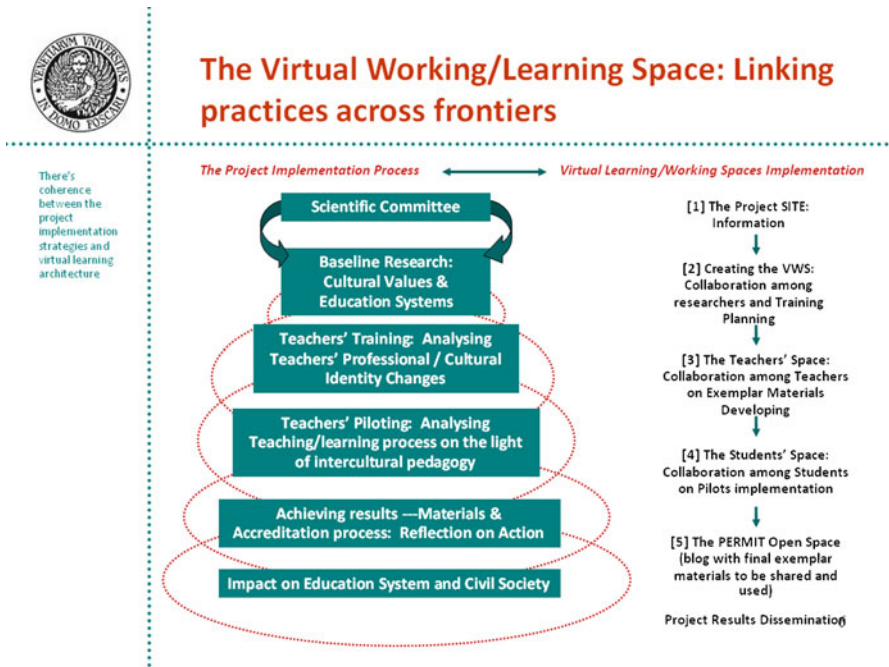 VENETIARVM VNIVERSITAS
IN DOMO FOSCARI
The Virtual Working/Learning Space: Linking
practices across frontiers
There's
coherence
between the
project
implementation
strategies and
virtual learning
architecture
The Project Implementation Process
Virtual Learning/Working Spaces Implementation
Scientific Committee
Baseline Research:
Cultural Values &
Education Systems
Teachers' Training: Analysing
Teachers' Professional / Cultural
Identity Changes
Teachers' Piloting: Analysing
Teaching/learning process on the light
of intercultural pedagogy
Achieving results ---Materials &
Accreditation process: Reflection on Action
Impact on Education System and Civil Society
[1] The Project SITE:
Information
[2] Creating the VWS:
Collaboration among
researchers and Training
Planning
[3] The Teachers' Space:
Collaboration among Teachers
on Exemplar Materials
Developing
[4] The Students' Space:
Collaboration among Students
on Pilots implementation
[5] The PERMIT Open Space
(blog with final exemplar
materials to be shared and
used)
Project Results Dissemination